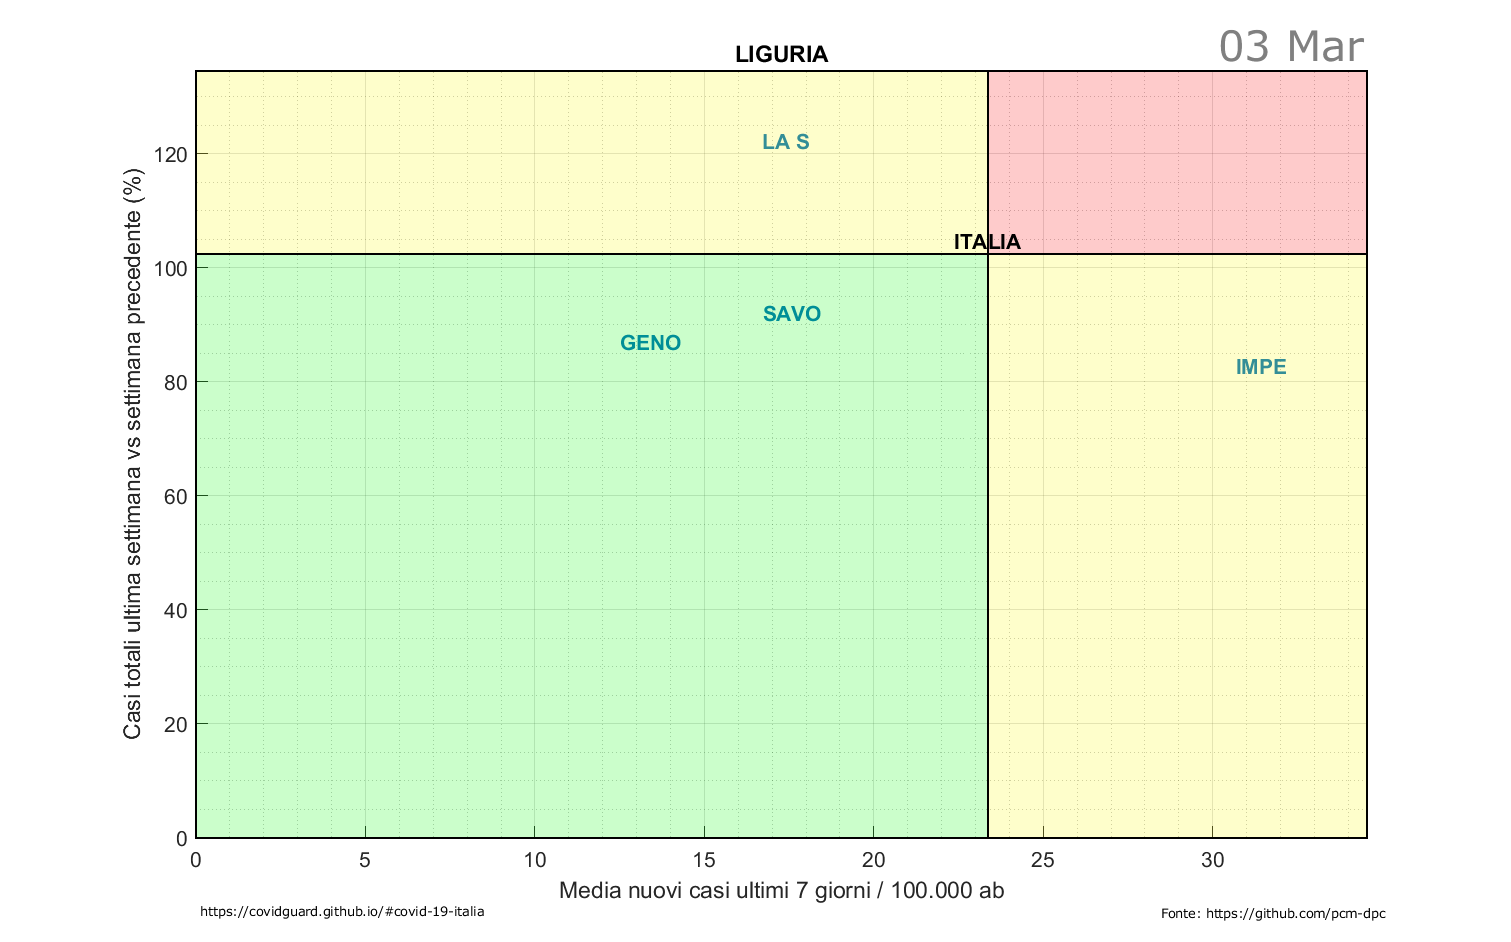 03 Mar
LIGURIA
Casi totali ultima settimana vs settimana precedente (%)
120
100
80
60
40
20
0
LA S
ITALIA
SAVO
GENO
IMPE
0 5 10 15 20 25 30
Media nuovi casi ultimi 7 giorni / 100.000 ab
https://covidguard.github.io/#covid-19-italia
Fonte: https://github.com/pcm-dpc